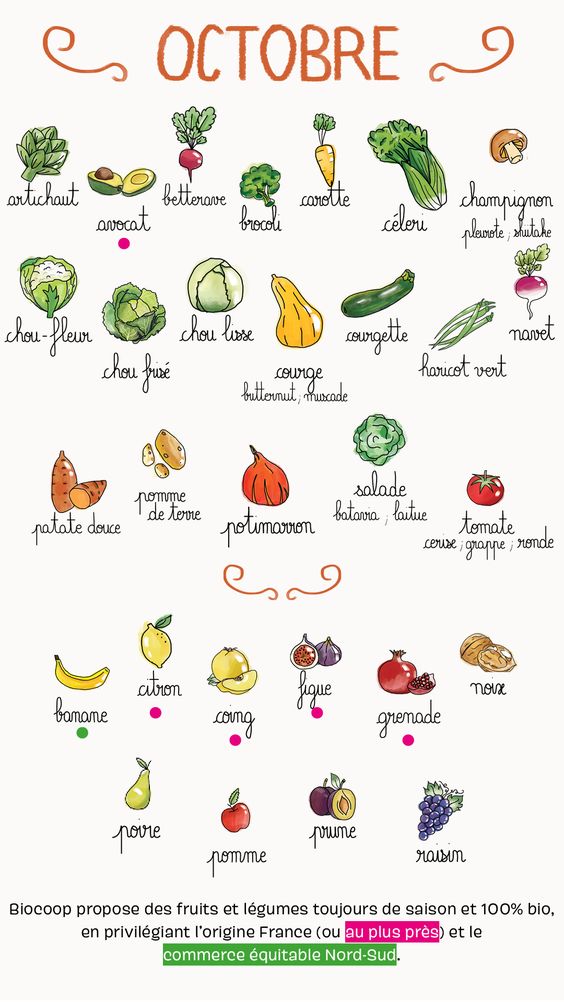 OCTOBRE
artichaut
avocat
betterave
brocoli
carotte
céleri
champignon
pleurote ; shiitake
chou-fleur
chou frisé
chou lisse
courge
butternut ; muscade
courgette
haricot vert
navet
patate douce
pomme
de terre
potimarron
salade
batavia ; laitue
tomate
cerise ; grappe ; ronde
banane
citron
coing
figue
grenade
noix
poire
pomme
prune
raisin
Biocoop propose des fruits et légumes toujours de saison et 100% bio,
en privilégiant l'origine France (ou au plus près) et le
commerce équitable Nord-Sud.